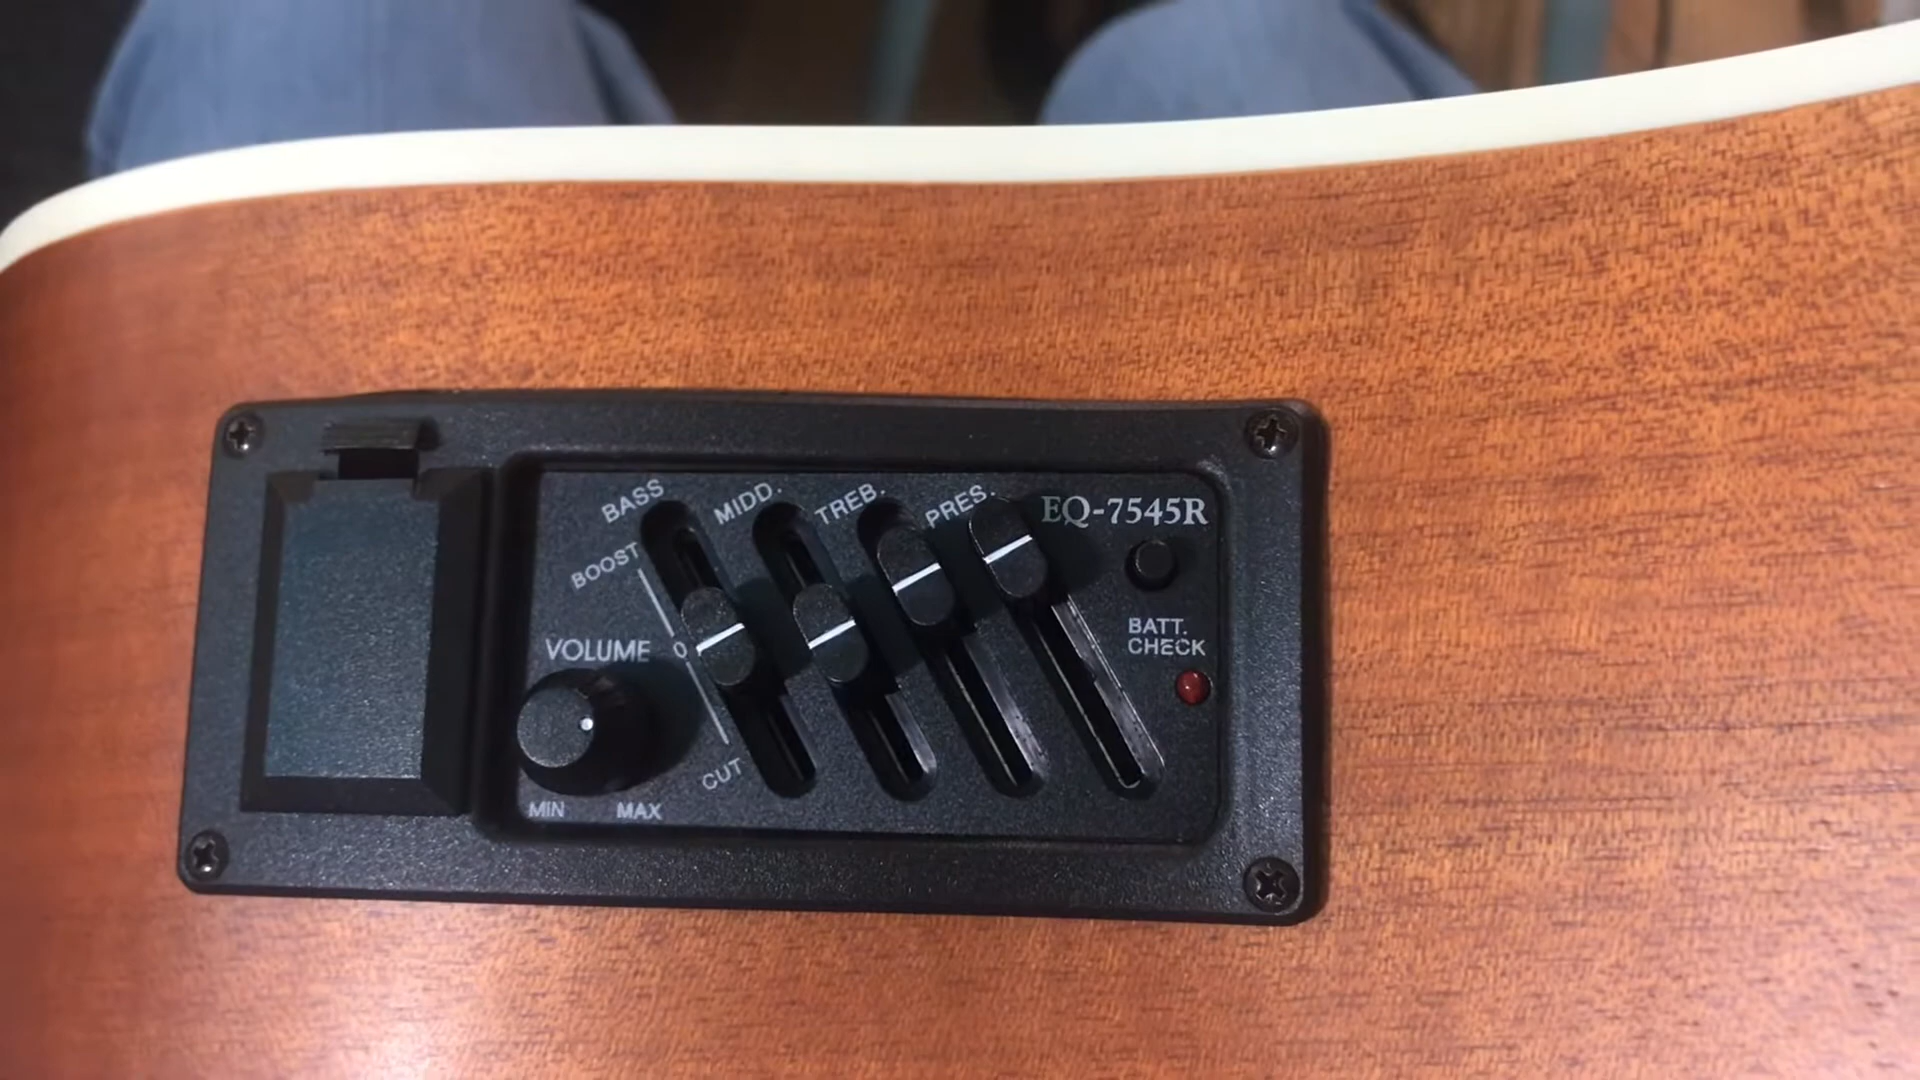 BASS MIDD. TREB. PRES. EQ-7545R
BOOST
VOLUME 0
BATT.
CHECK
CUT
MIN MAX